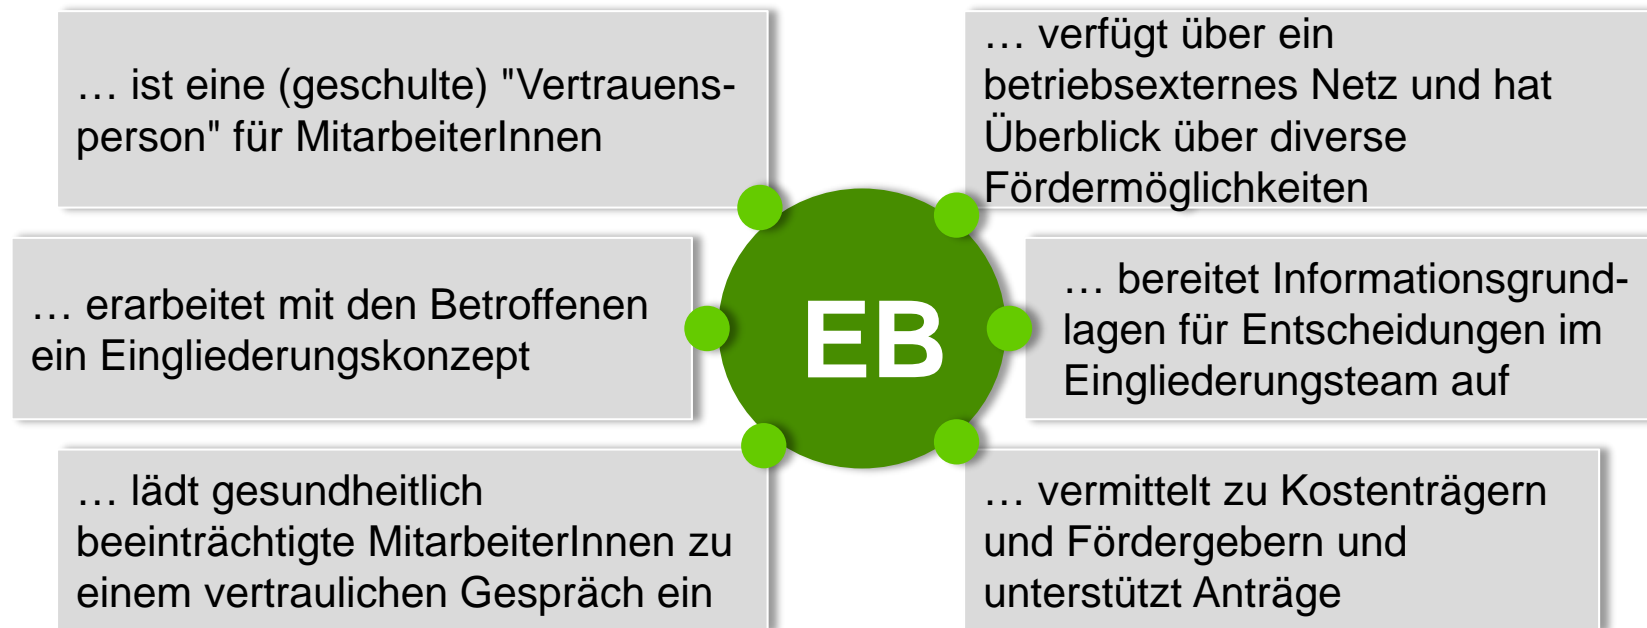 … ist eine (geschulte) "Vertrauens-
person" für MitarbeiterInnen
… verfügt über ein
betriebsexternes Netz und hat
Überblick über diverse
Fördermöglichkeiten
… erarbeitet mit den Betroffenen
ein Eingliederungskonzept
EB
… bereitet Informationsgrund-
lagen für Entscheidungen im
Eingliederungsteam auf
… lädt gesundheitlich
beeinträchtigte MitarbeiterInnen zu
einem vertraulichen Gespräch ein
… vermittelt zu Kostenträgern
und Fördergebern und
unterstützt Anträge